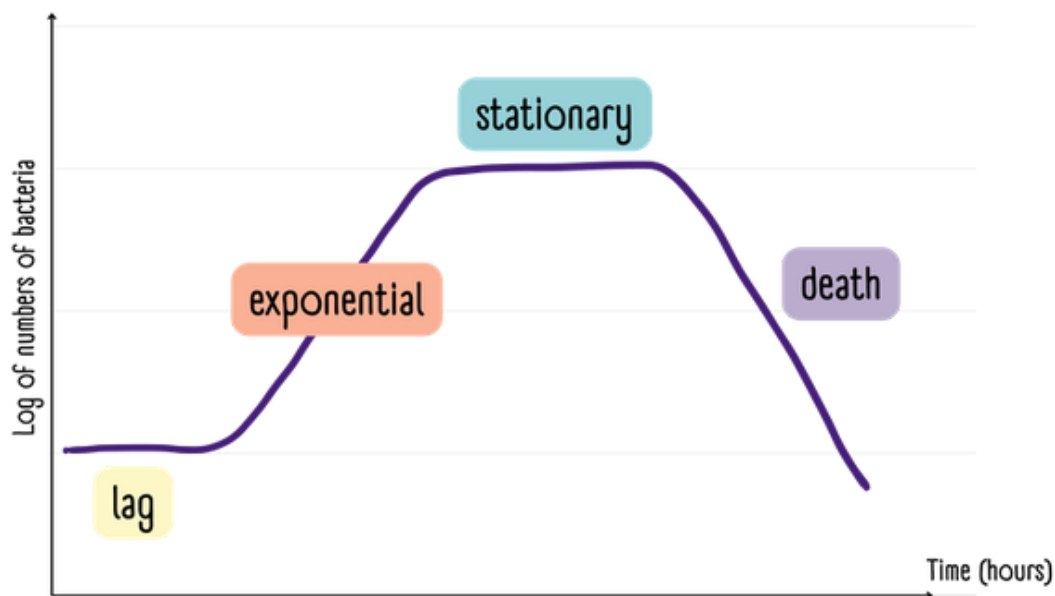 stationary
Log of numbers of bacteria
exponential
death
lag
Time (hours)